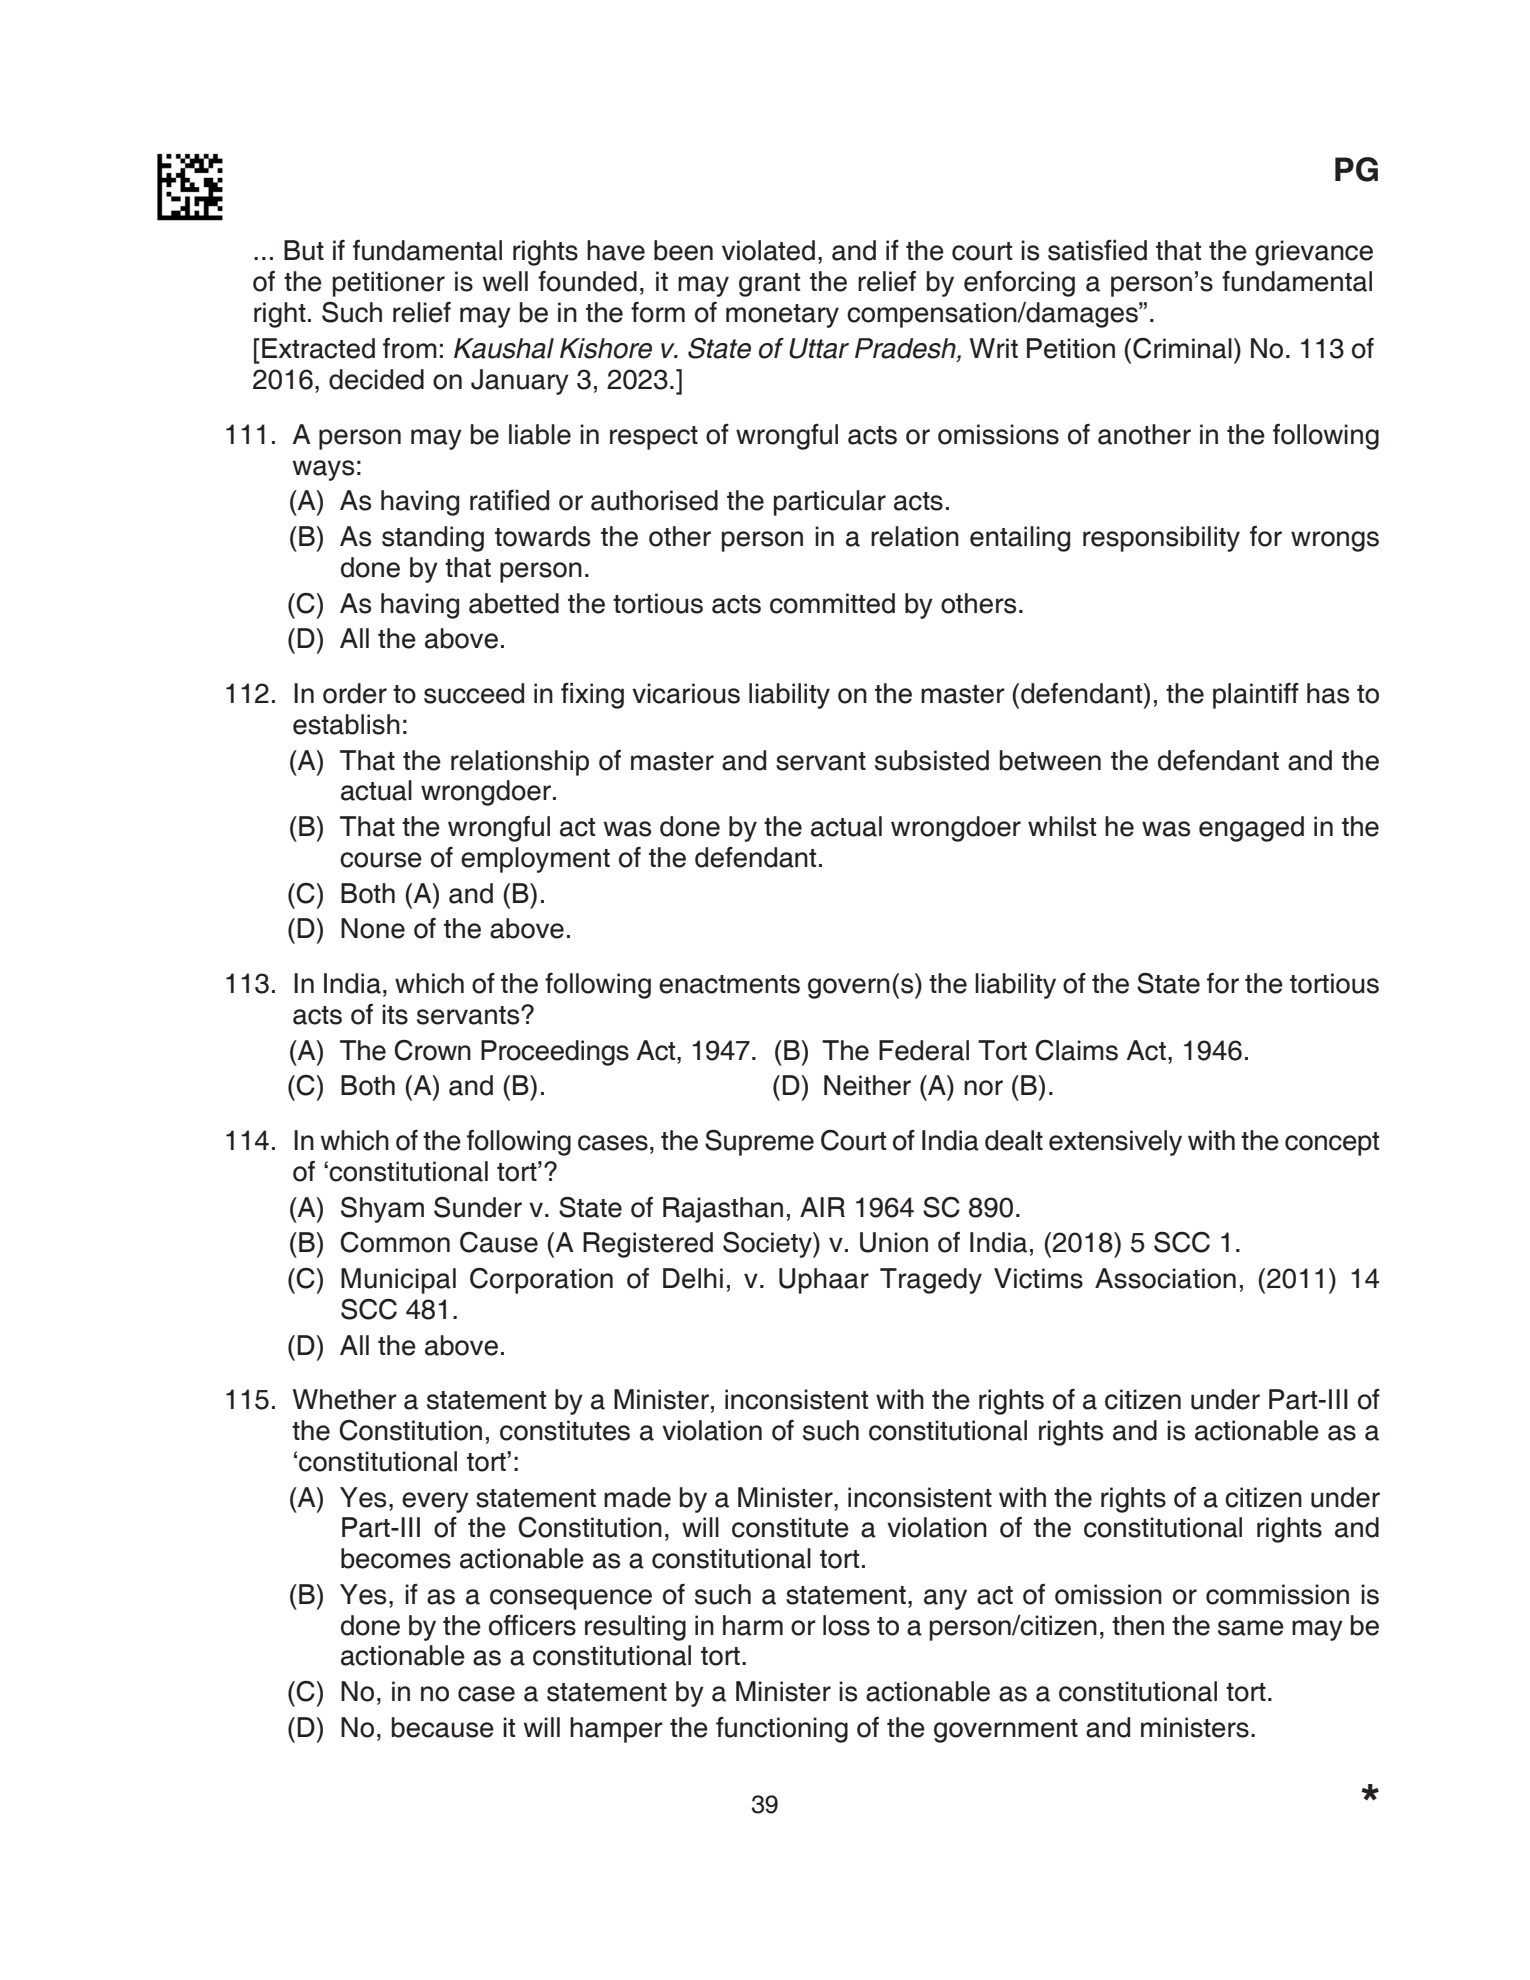 PG
... But if fundamental rights have been violated, and if the court is satisfied that the grievance
of the petitioner is well founded, it may grant the relief by enforcing a person’s fundamental
right. Such relief may be in the form of monetary compensation/damages”.
[Extracted from: Kaushal Kishore v. State of Uttar Pradesh, Writ Petition (Criminal) No. 113 of
2016, decided on January 3, 2023.]
111. A person may be liable in respect of wrongful acts or omissions of another in the following
ways:
(A) As having ratified or authorised the particular acts.
(B) As standing towards the other person in a relation entailing responsibility for wrongs
done by that person.
(C) As having abetted the tortious acts committed by others.
(D) All the above.
112. In order to succeed in fixing vicarious liability on the master (defendant), the plaintiff has to
establish:
(A) That the relationship of master and servant subsisted between the defendant and the
actual wrongdoer.
(B) That the wrongful act was done by the actual wrongdoer whilst he was engaged in the
course of employment of the defendant.
(C) Both (A) and (B).
(D) None of the above.
113. In India, which of the following enactments govern(s) the liability of the State for the tortious
acts of its servants?
(A) The Crown Proceedings Act, 1947. (B) The Federal Tort Claims Act, 1946.
(C) Both (A) and (B). (D) Neither (A) nor (B).
114. In which of the following cases, the Supreme Court of India dealt extensively with the concept
of ‘constitutional tort’?
(A) Shyam Sunder v. State of Rajasthan, AIR 1964 SC 890.
(B) Common Cause (A Registered Society) v. Union of India, (2018) 5 SCC 1.
(C) Municipal Corporation of Delhi, v. Uphaar Tragedy Victims Association, (2011) 14
SCC 481.
(D) All the above.
115. Whether a statement by a Minister, inconsistent with the rights of a citizen under Part-III of
the Constitution, constitutes a violation of such constitutional rights and is actionable as a
‘constitutional tort’:
(A) Yes, every statement made by a Minister, inconsistent with the rights of a citizen under
Part-III of the Constitution, will constitute a violation of the constitutional rights and
becomes actionable as a constitutional tort.
(B) Yes, if as a consequence of such a statement, any act of omission or commission is
done by the officers resulting in harm or loss to a person/citizen, then the same may be
actionable as a constitutional tort.
(C) No, in no case a statement by a Minister is actionable as a constitutional tort.
(D) No, because it will hamper the functioning of the government and ministers.
39
*